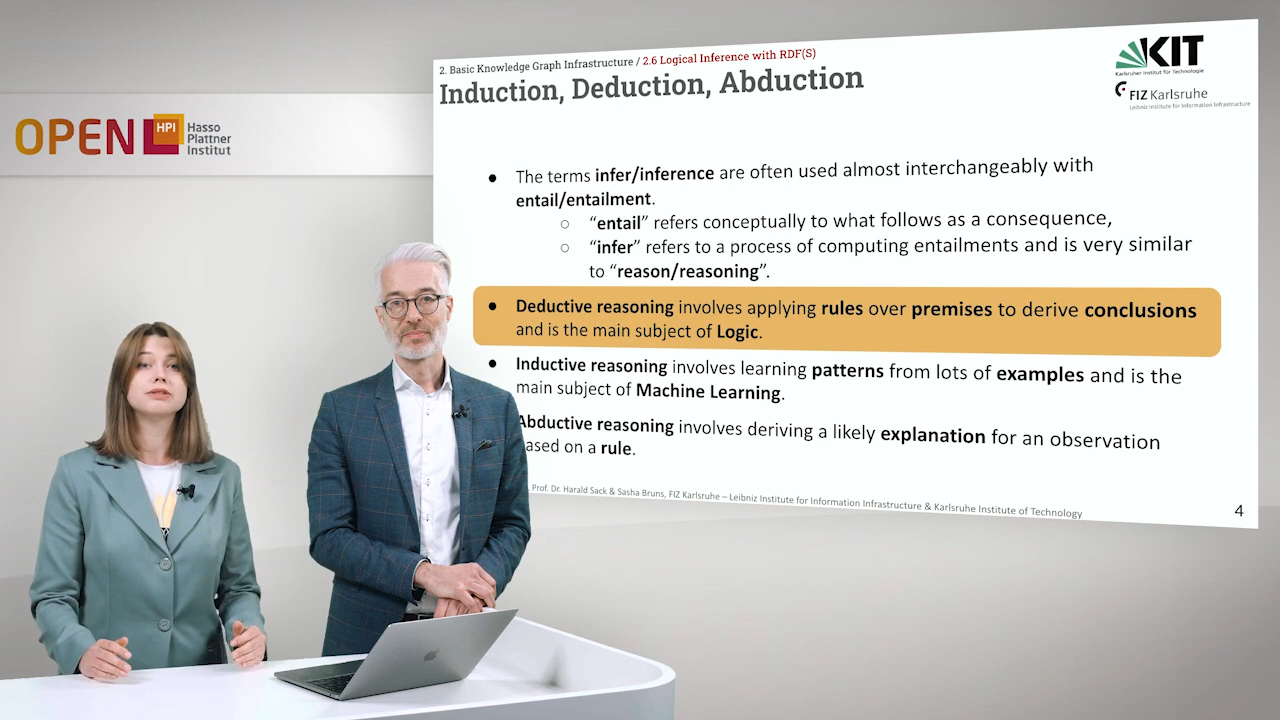 2. Basic Knowledge Graph Infrastructure / 2.6 Logical Inference with RDF(S)
Induction, Deduction, Abduction
KIT
Karlsruher Institut für Technologie
FIZ Karlsruhe
Leibniz Institute for Information Infrastructure
OPEN HPI Hasso
Plattner
Institut
● The terms infer/inference are often used almost interchangeably with
entail/entailment.
○ “entail” refers conceptually to what follows as a consequence,
○ “infer” refers to a process of computing entailments and is very similar
to “reason/reasoning”.
● Deductive reasoning involves applying rules over premises to derive conclusions
and is the main subject of Logic.
● Inductive reasoning involves learning patterns from lots of examples and is the
main subject of Machine Learning.
Abductive reasoning involves deriving a likely explanation for an observation
based on a rule.
Prof. Dr. Harald Sack & Sasha Bruns, FIZ Karlsruhe – Leibniz Institute for Information Infrastructure & Karlsruhe Institute of Technology
4